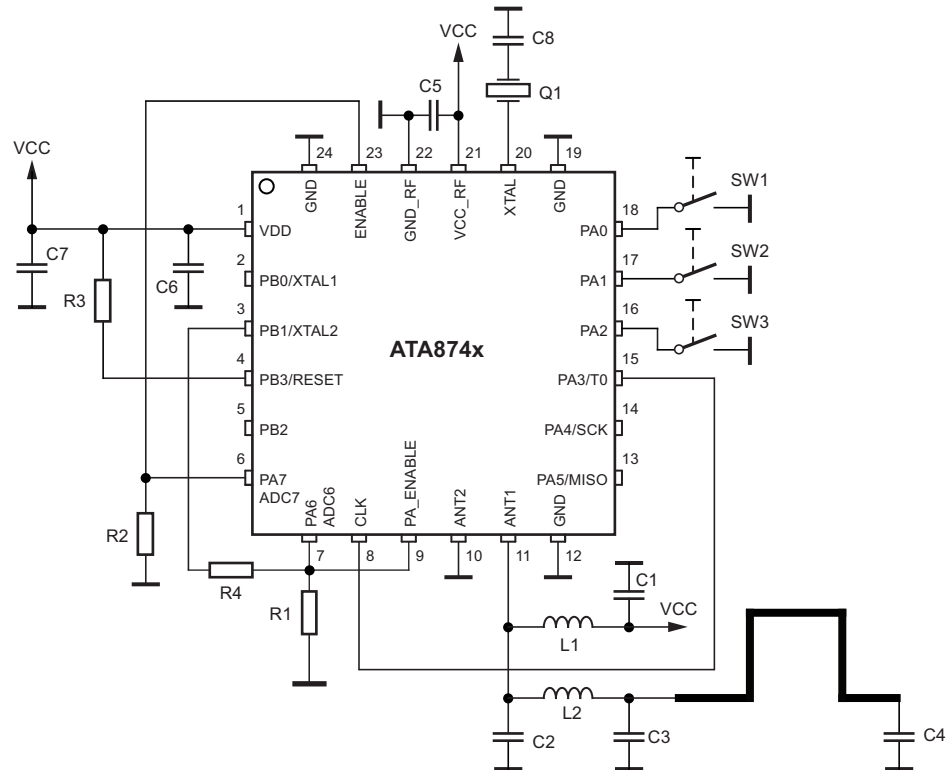 VCC
C8
C5
Q1
VCC
24
23
22
21
20
19
GND
ENABLE
GND_RF
VCC_RF
XTAL
GND
1
VDD
18
PA0
SW1
C7
C6
2
PB0/XTAL1
17
PA1
SW2
R3
3
PB1/XTAL2
16
PA2
SW3
ATA874x
4
PB3/RESET
15
PA3/T0
5
PB2
14
PA4/SCK
6
PA7
ADC7
13
PA5/MISO
PA6
ADC6
CLK
PA_ENABLE
ANT2
ANT1
GND
R2
7
8
9
10
11
12
R4
R1
C1
VCC
L1
L2
C2
C3
C4